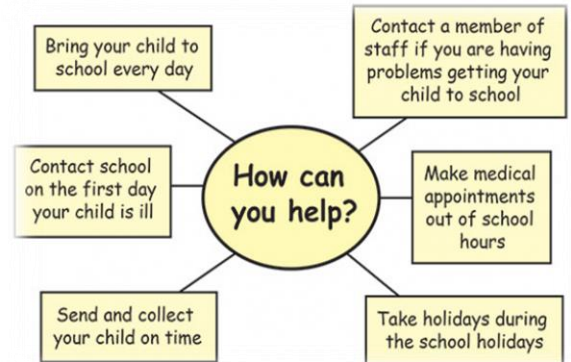 Bring your child to
school every day
Contact a member of
staff if you are having
problems getting your
child to school
Contact school
on the first day
your child is ill
How can
you help?
Make medical
appointments
out of school
hours
Send and collect
your child on time
Take holidays during
the school holidays